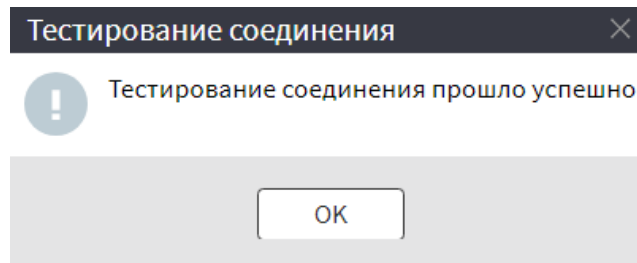 Тестирование соединения
Тестирование соединения прошло успешно
OK